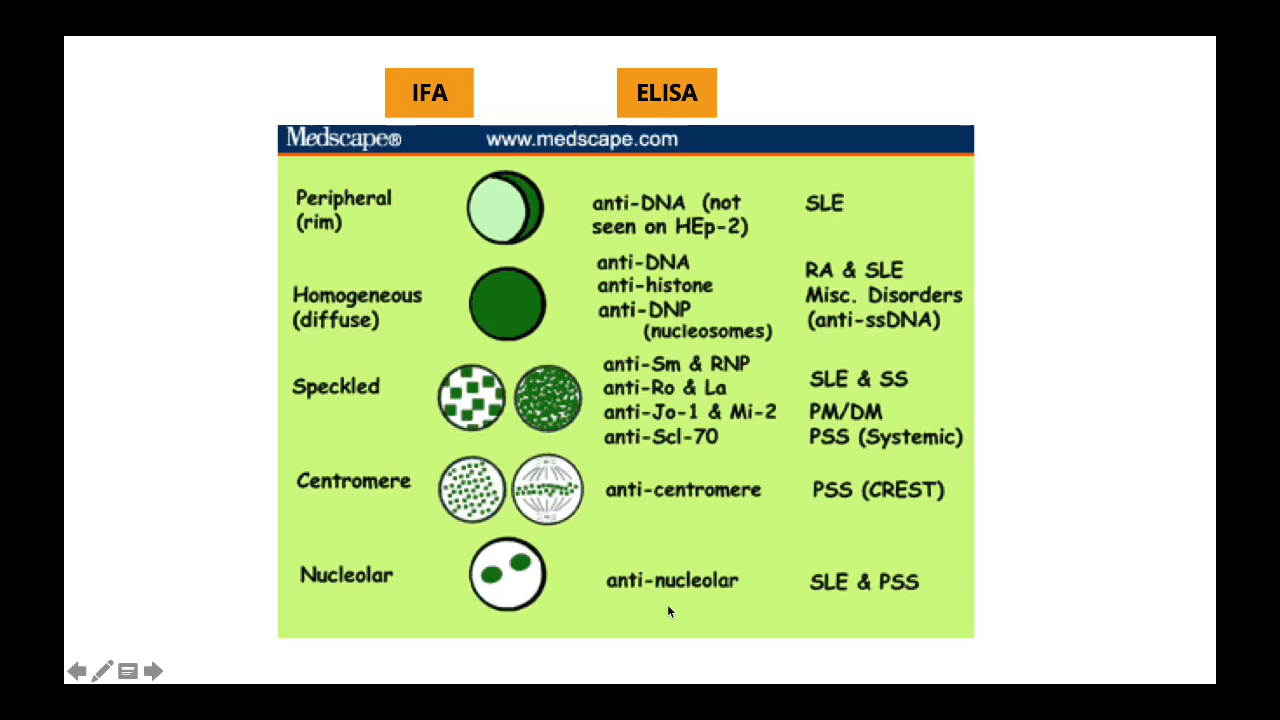 IFA
ELISA
Medscape® www.medscape.com
Peripheral
(rim)
anti-DNA (not
seen on HEp-2)
SLE
Homogeneous
(diffuse)
anti-DNA
anti-histone
anti-DNP
(nucleosomes)
RA & SLE
Misc. Disorders
(anti-ssDNA)
Speckled
anti-Sm & RNP
anti-Ro & La
anti-Jo-1 & Mi-2
anti-Scl-70
SLE & SS
PM/DM
PSS (Systemic)
Centromere
anti-centromere
PSS (CREST)
Nucleolar
anti-nucleolar
SLE & PSS